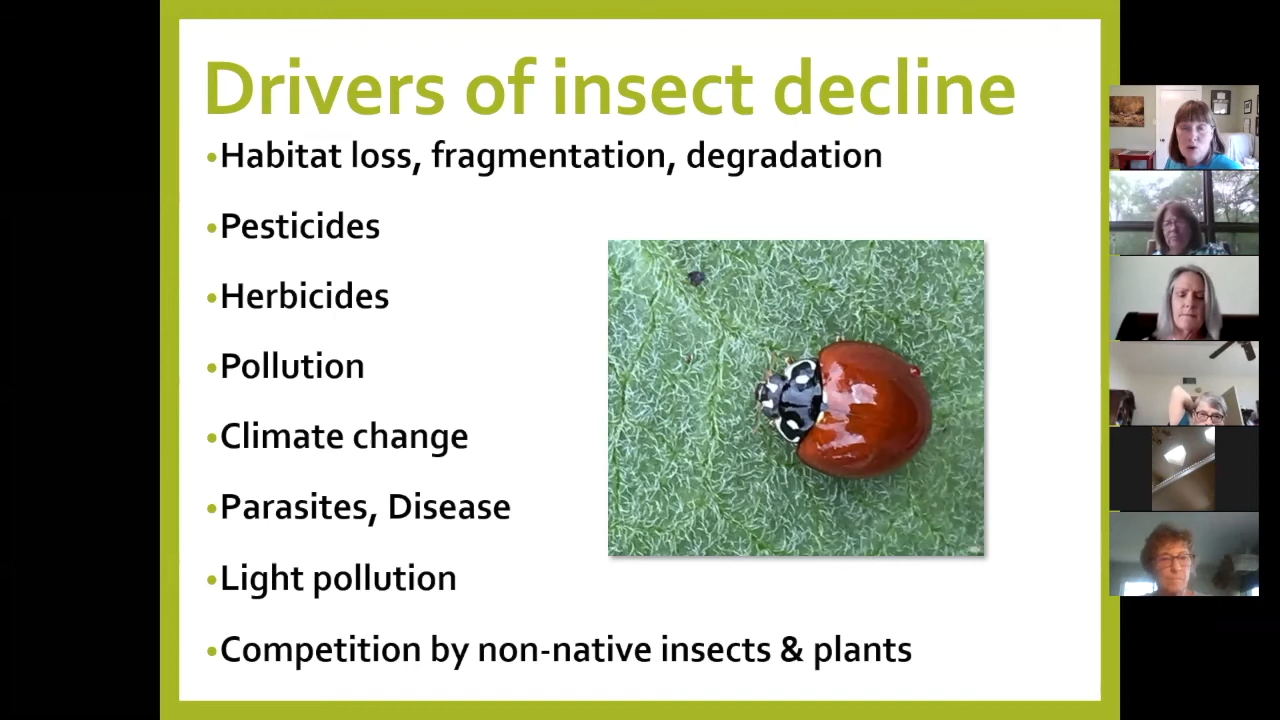 Drivers of insect decline
•Habitat loss, fragmentation, degradation
•Pesticides
•Herbicides
•Pollution
•Climate change
•Parasites, Disease
•Light pollution
•Competition by non-native insects & plants